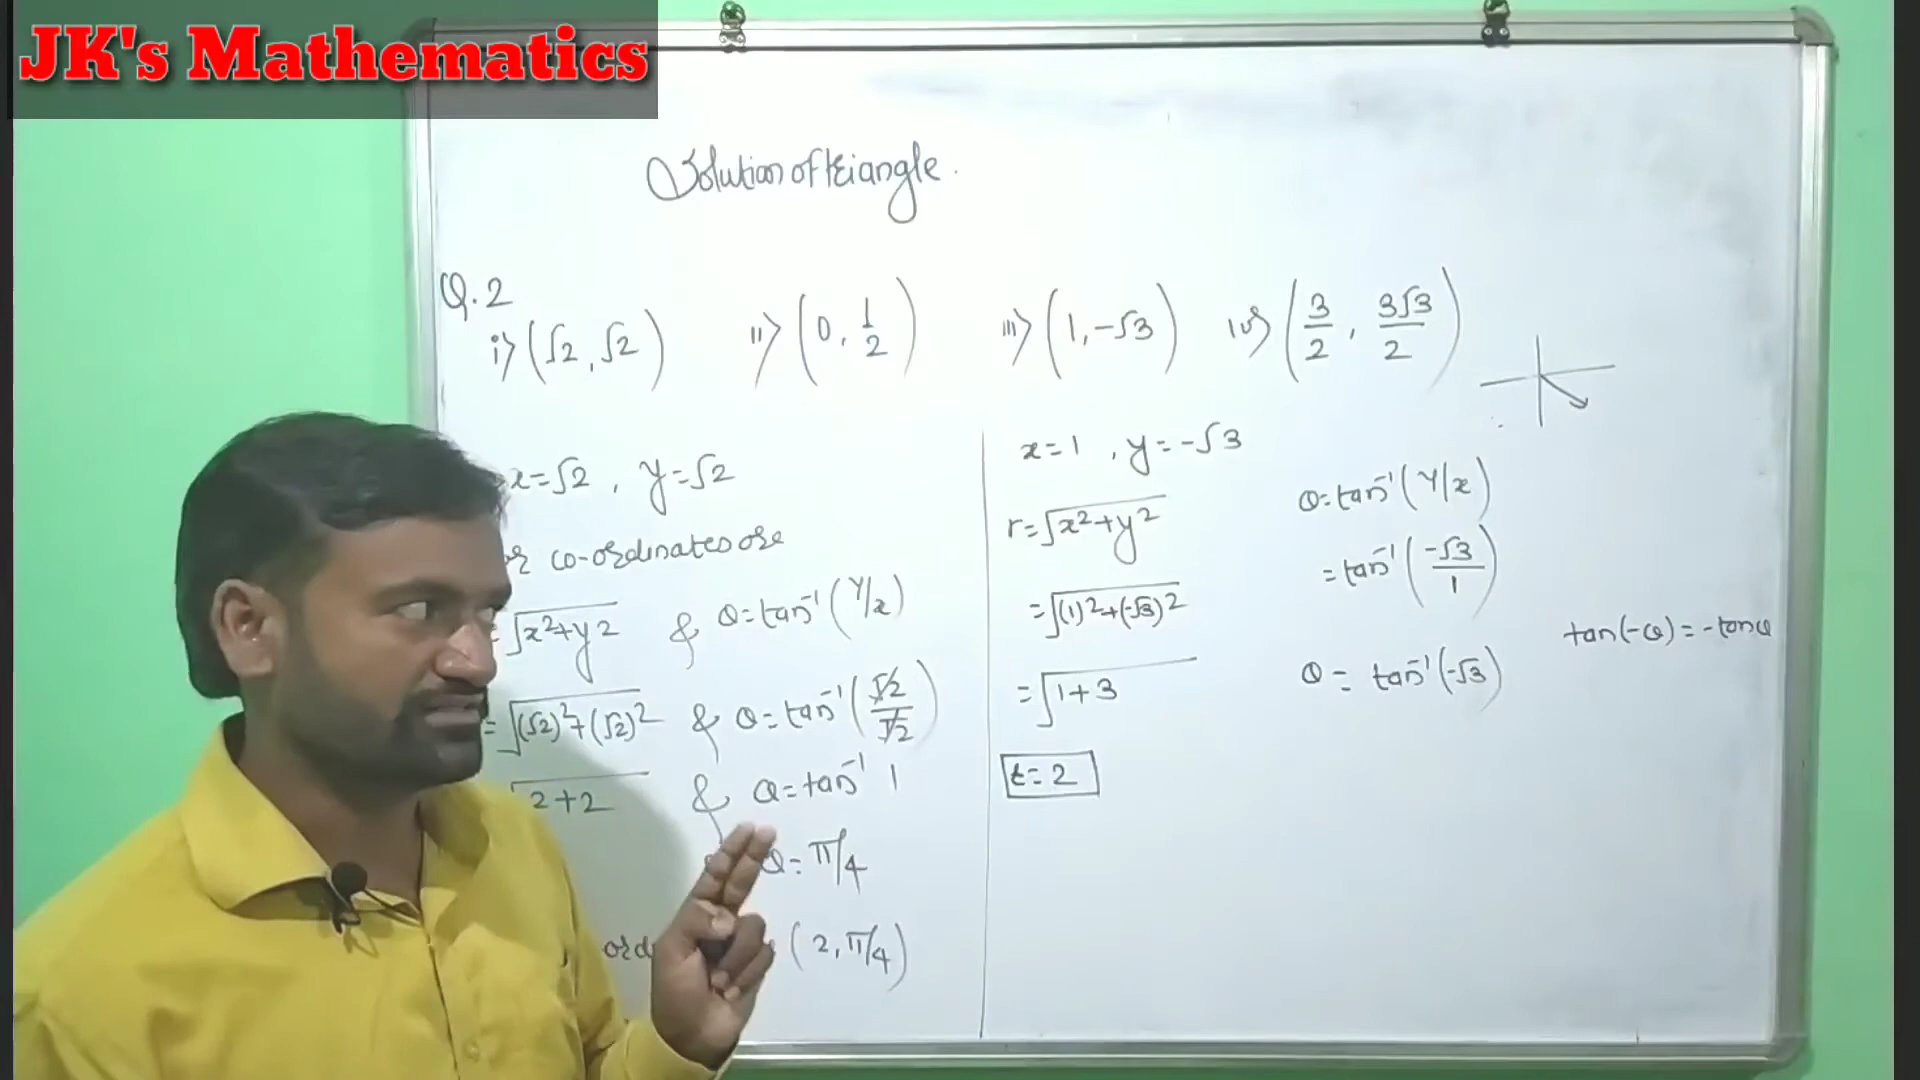 JK's Mathematics
Solution of triangle.
Q.2
i> (√2, √2) ii> (0, 1/2) iii> (1, -√3) iv> (3/2, 3√3/2)
x=√2, y=√2
co-ordinates are
= √x²+y² & θ=tan⁻¹(y/x)
= √(√2)²+(√2)² & θ=tan⁻¹(√2/√2)
√2+2 & θ=tan⁻¹ 1
θ=π/4
(2, π/4)
x=1, y=-√3
r=√x²+y²
=√(1)²+(-√3)²
=√1+3
r=2
θ=tan⁻¹(y/x)
=tan⁻¹(-√3/1)
θ = tan⁻¹(-√3)
tan(-θ) = -tanθ